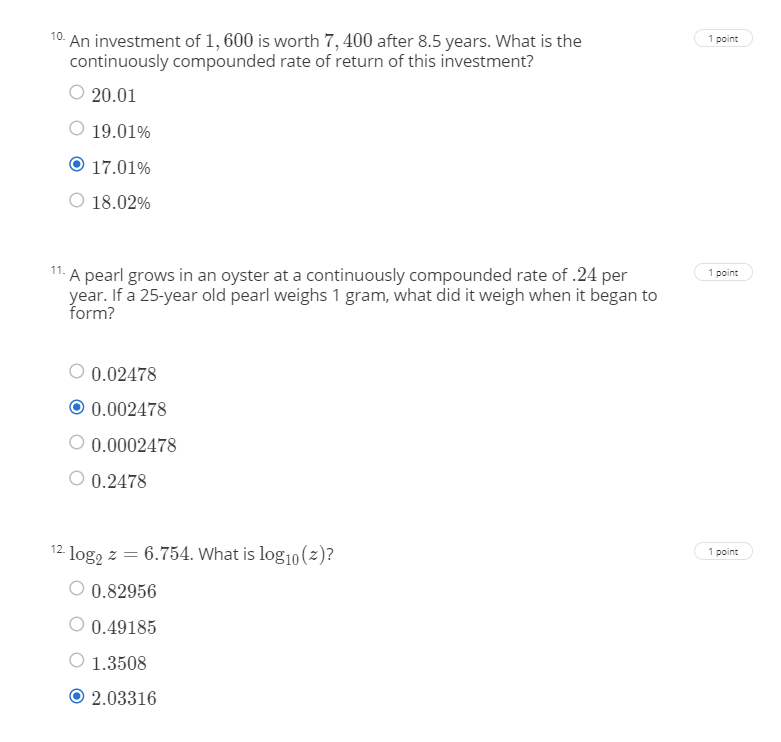 10. An investment of 1, 600 is worth 7, 400 after 8.5 years. What is the 1 point
continuously compounded rate of return of this investment?
20.01
19.01%
17.01%
18.02%
11. A pearl grows in an oyster at a continuously compounded rate of .24 per 1 point
year. If a 25-year old pearl weighs 1 gram, what did it weigh when it began to
form?
0.02478
0.002478
0.0002478
0.2478
12. log₂ z = 6.754. What is log₁₀(z)? 1 point
0.82956
0.49185
1.3508
2.03316